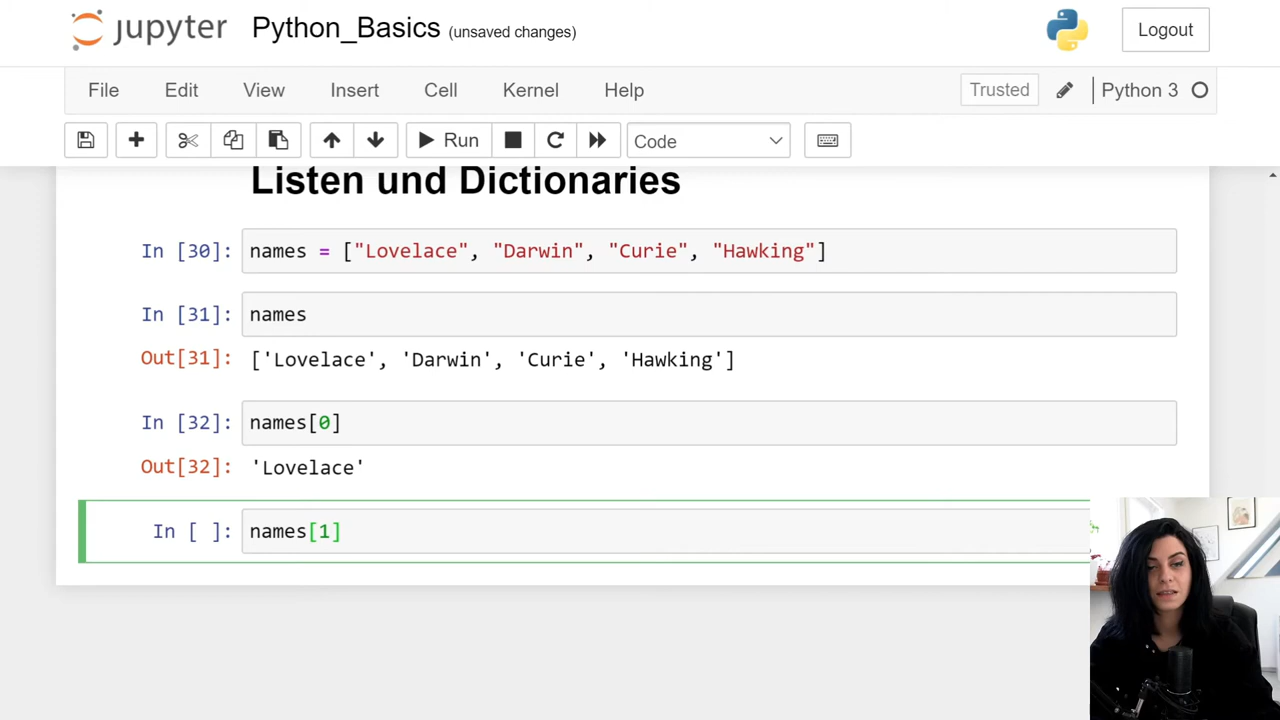 jupyter Python_Basics (unsaved changes) Logout
File Edit View Insert Cell Kernel Help Trusted Python 3
Run Code
Listen und Dictionaries
In [30]: names = ["Lovelace", "Darwin", "Curie", "Hawking"]
In [31]: names
Out[31]: ['Lovelace', 'Darwin', 'Curie', 'Hawking']
In [32]: names[0]
Out[32]: 'Lovelace'
In [ ]: names[1]